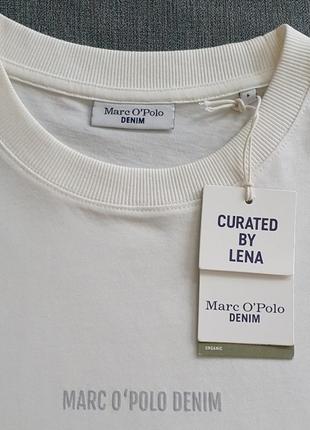 Marc O'Polo
DENIM
CURATED
BY
LENA
Marc O'Polo
DENIM
ORGANIC
MARC O'POLO DENIM